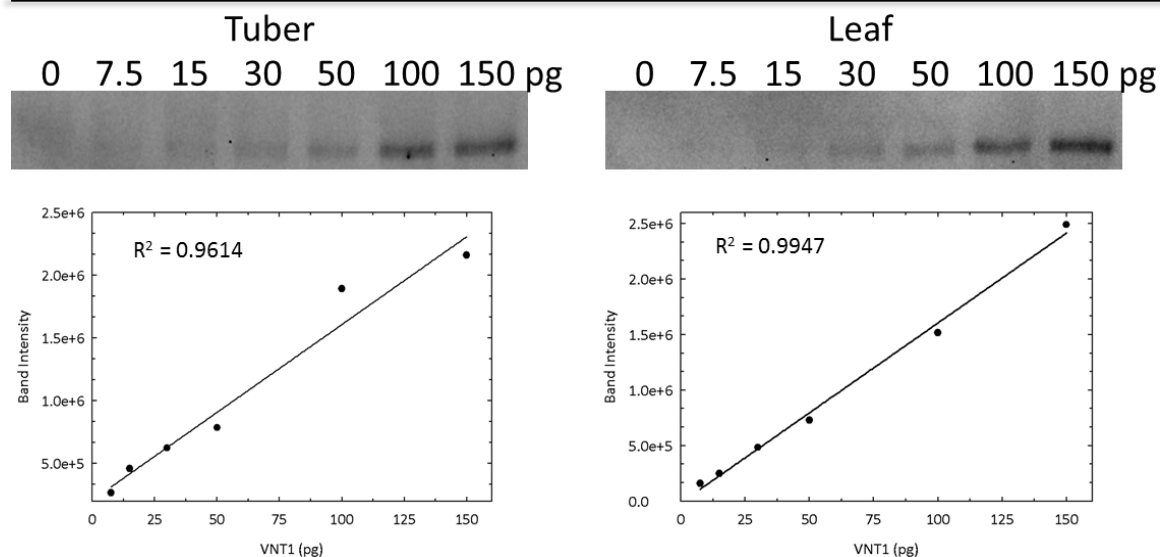 Tuber
0 7.5 15 30 50 100 150 pg
Leaf
0 7.5 15 30 50 100 150 pg
2.5e+6
2.0e+6
1.5e+6
1.0e+6
5.0e+5
Band Intensity
R² = 0.9614
0 25 50 75 100 125 150
VNT1 (pg)
2.5e+6
2.0e+6
1.5e+6
1.0e+6
5.0e+5
0.0
Band Intensity
R² = 0.9947
0 25 50 75 100 125 150
VNT1 (pg)